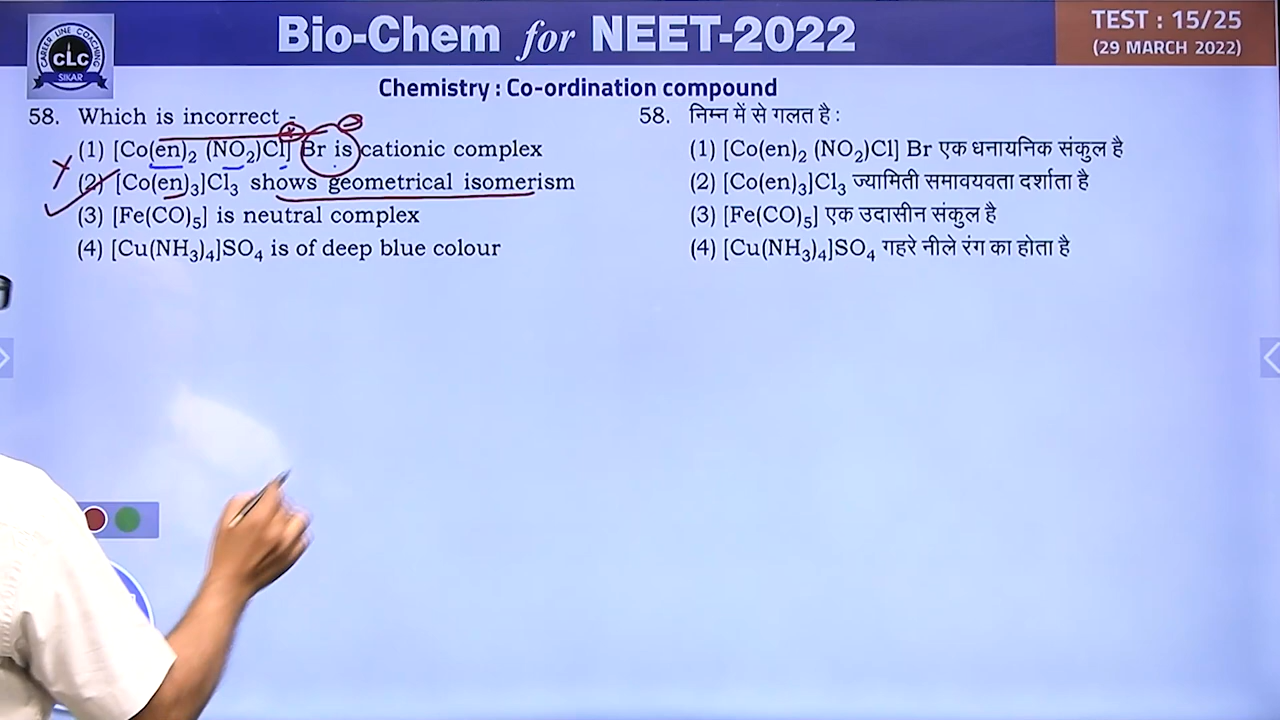 Bio-Chem for NEET-2022
TEST : 15/25
(29 MARCH 2022)
CAREER LINE COACHING
CLC
SIKAR
Chemistry : Co-ordination compound
58. Which is incorrect -
(1) [Co(en)₂ (NO₂)Cl] Br is cationic complex
(2) [Co(en)₃]Cl₃ shows geometrical isomerism
(3) [Fe(CO)₅] is neutral complex
(4) [Cu(NH₃)₄]SO₄ is of deep blue colour
58. निम्न में से गलत है :
(1) [Co(en)₂ (NO₂)Cl] Br एक धनायनिक संकुल है
(2) [Co(en)₃]Cl₃ ज्यामिती समावयवता दर्शाता है
(3) [Fe(CO)₅] एक उदासीन संकुल है
(4) [Cu(NH₃)₄]SO₄ गहरे नीले रंग का होता है